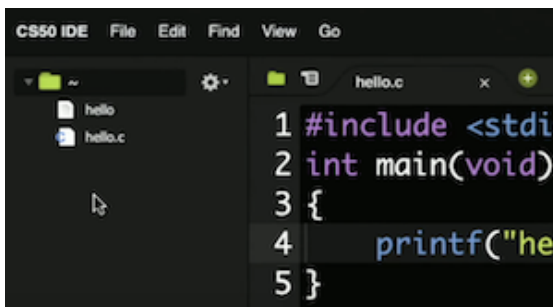 CS50 IDE File Edit Find View Go
~
hello
hello.c
hello.c x
1 #include <stdi
2 int main(void)
3 {
4 printf("he
5 }